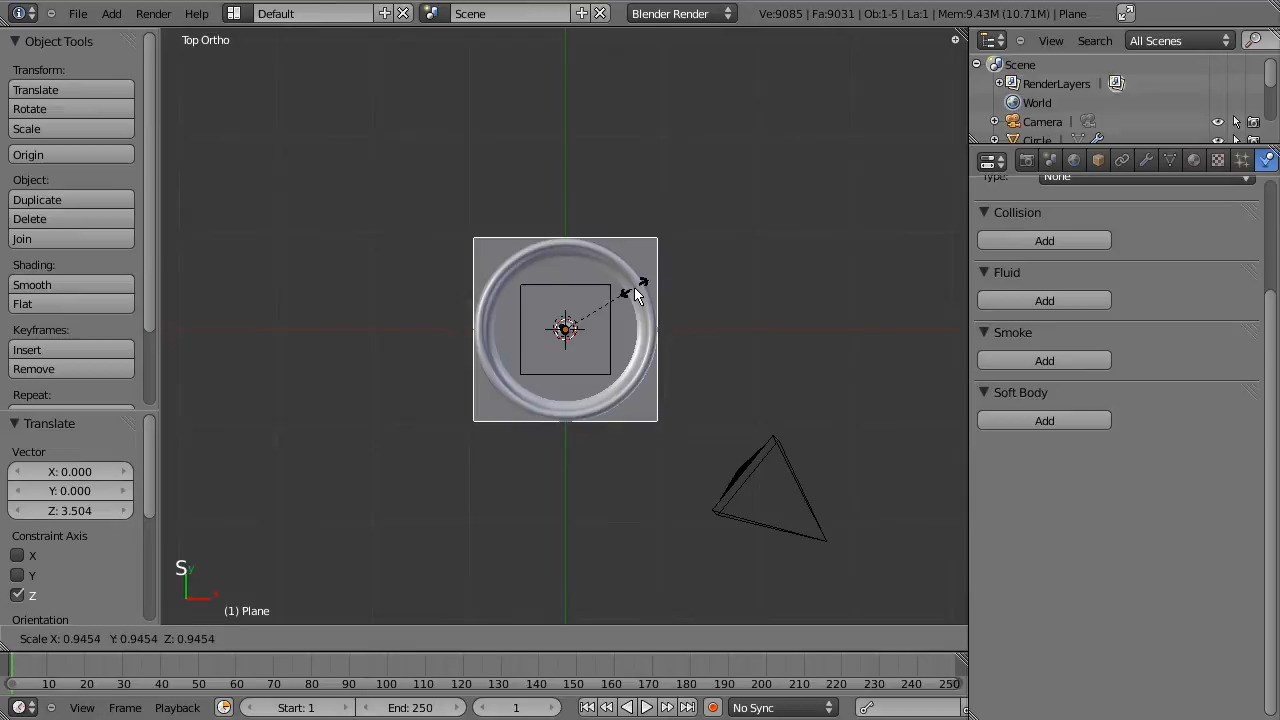 File Add Render Help Default Scene Blender Render Ve:9085 | Fa:9031 | Ob:1-5 | La:1 | Mem:9.43M (10.71M) | Plane
Object Tools
Transform:
Translate
Rotate
Scale
Origin
Object:
Duplicate
Delete
Join
Shading:
Smooth
Flat
Keyframes:
Insert
Remove
Repeat:
Translate
Vector
X: 0.000
Y: 0.000
Z: 3.504
Constraint Axis
X
Y
Z
Orientation
Top Ortho
S
y
x
(1) Plane
Scale X: 0.9454 Y: 0.9454 Z: 0.9454
View Search All Scenes
Scene
RenderLayers |
World
Camera |
Circle
Type: None
Collision
Add
Fluid
Add
Smoke
Add
Soft Body
Add
10 20 30 40 50 60 70 80 90 100 110 120 130 140 150 160 170 180 190 200 210 220 230 240 250
View Frame Playback Start: 1 End: 250 1 No Sync